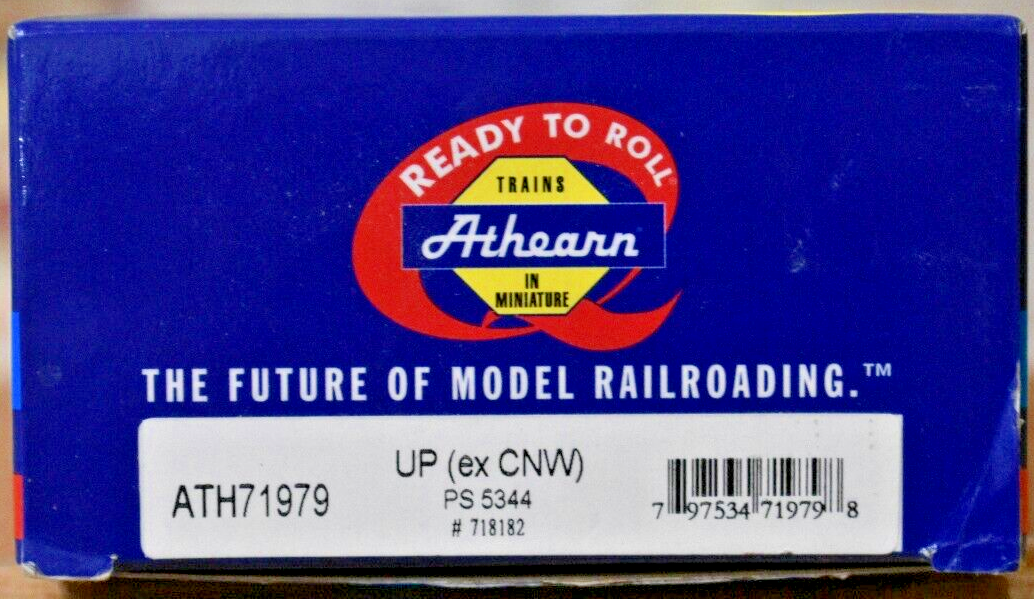 READY TO ROLL
TRAINS
Athearn
IN
MINIATURE
THE FUTURE OF MODEL RAILROADING.™
ATH71979
UP (ex CNW)
PS 5344
# 718182
7 97534 71979 8